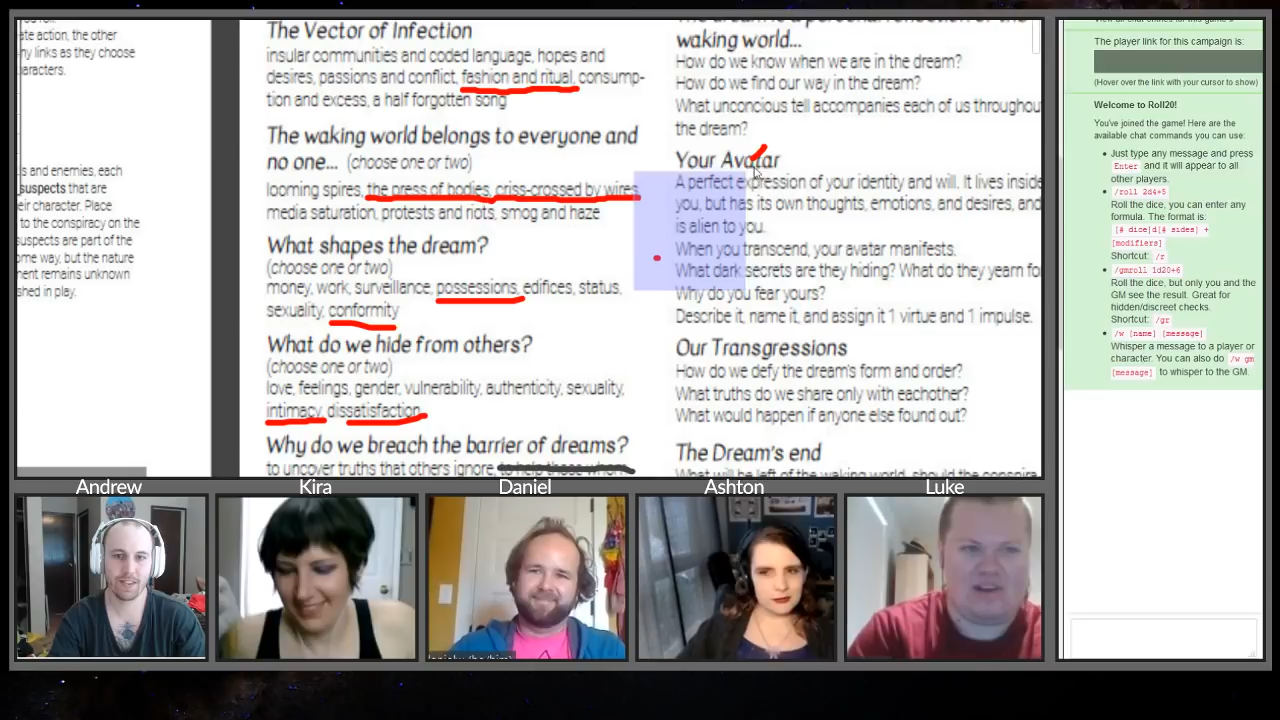 ate action, the other
ny links as they choose
aracters.
s and enemies, each
suspects that are
eir character. Place
to the conspiracy on the
suspects are part of the
ome way, but the nature
ment remains unknown
shed in play.
The Vector of Infection
insular communities and coded language, hopes and
desires, passions and conflict, fashion and ritual, consump-
tion and excess, a half forgotten song
The waking world belongs to everyone and
no one... (choose one or two)
looming spires, the press of bodies, criss-crossed by wires
media saturation, protests and riots, smog and haze
What shapes the dream?
(choose one or two)
money, work, surveillance, possessions, edifices, status,
sexuality, conformity
What do we hide from others?
(choose one or two)
love, feelings, gender, vulnerability, authenticity, sexuality,
intimacy, dissatisfaction
Why do we breach the barrier of dreams?
to uncover truths that others ignore, to help those whom
waking world...
How do we know when we are in the dream?
How do we find our way in the dream?
What unconcious tell accompanies each of us throughou
the dream?
Your Avatar
A perfect expression of your identity and will. It lives inside
you, but has its own thoughts, emotions, and desires, and
is alien to you.
When you transcend, your avatar manifests.
What dark secrets are they hiding? What do they yearn fo
Why do you fear yours?
Describe it, name it, and assign it 1 virtue and 1 impulse.
Our Transgressions
How do we defy the dream's form and order?
What truths do we share only with eachother?
What would happen if anyone else found out?
The Dream's end
What will be left of the waking world, should the conspira
The player link for this campaign is:
(Hover over the link with your cursor to show)
Welcome to Roll20!
You've joined the game! Here are the
available chat commands you can use:
Just type any message and press
Enter and it will appear to all
other players.
/roll 2d4+5
Roll the dice, you can enter any
formula. The format is:
[# dice]d[# sides] +
[modifiers]
Shortcut: /r
/gmroll 1d20+6
Roll the dice, but only you and the
GM see the result. Great for
hidden/discreet checks.
Shortcut: /gr
/w [name] [message]
Whisper a message to a player or
character. You can also do /w gm
[message] to whisper to the GM.
Andrew
Kira
Daniel
Ashton
Luke